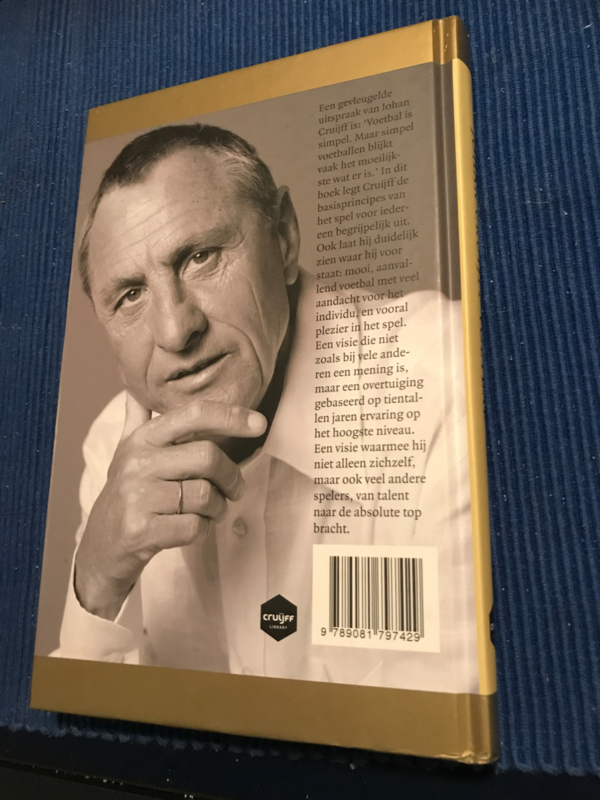 Een gevleugelde
uitspraak van Johan
Cruijff is: ‘Voetbal is
simpel. Maar simpel
voetballen blijkt
vaak het moeilijk-
ste wat er is.’ In dit
boek legt Cruijff de
basisprincipes van
het spel voor ieder-
een begrijpelijk uit.
Ook laat hij duidelijk
zien waar hij voor
staat: mooi, aanval-
lend voetbal met veel
aandacht voor het
individu, en vooral
plezier in het spel.
Een visie die niet
zoals bij vele ande-
ren een mening is,
maar een overtuiging
gebaseerd op tiental-
len jaren ervaring op
het hoogste niveau.
Een visie waarmee hij
niet alleen zichzelf,
maar ook veel andere
spelers, van talent
naar de absolute top
bracht.
cruijff
LIBRARY
9 789081 797429